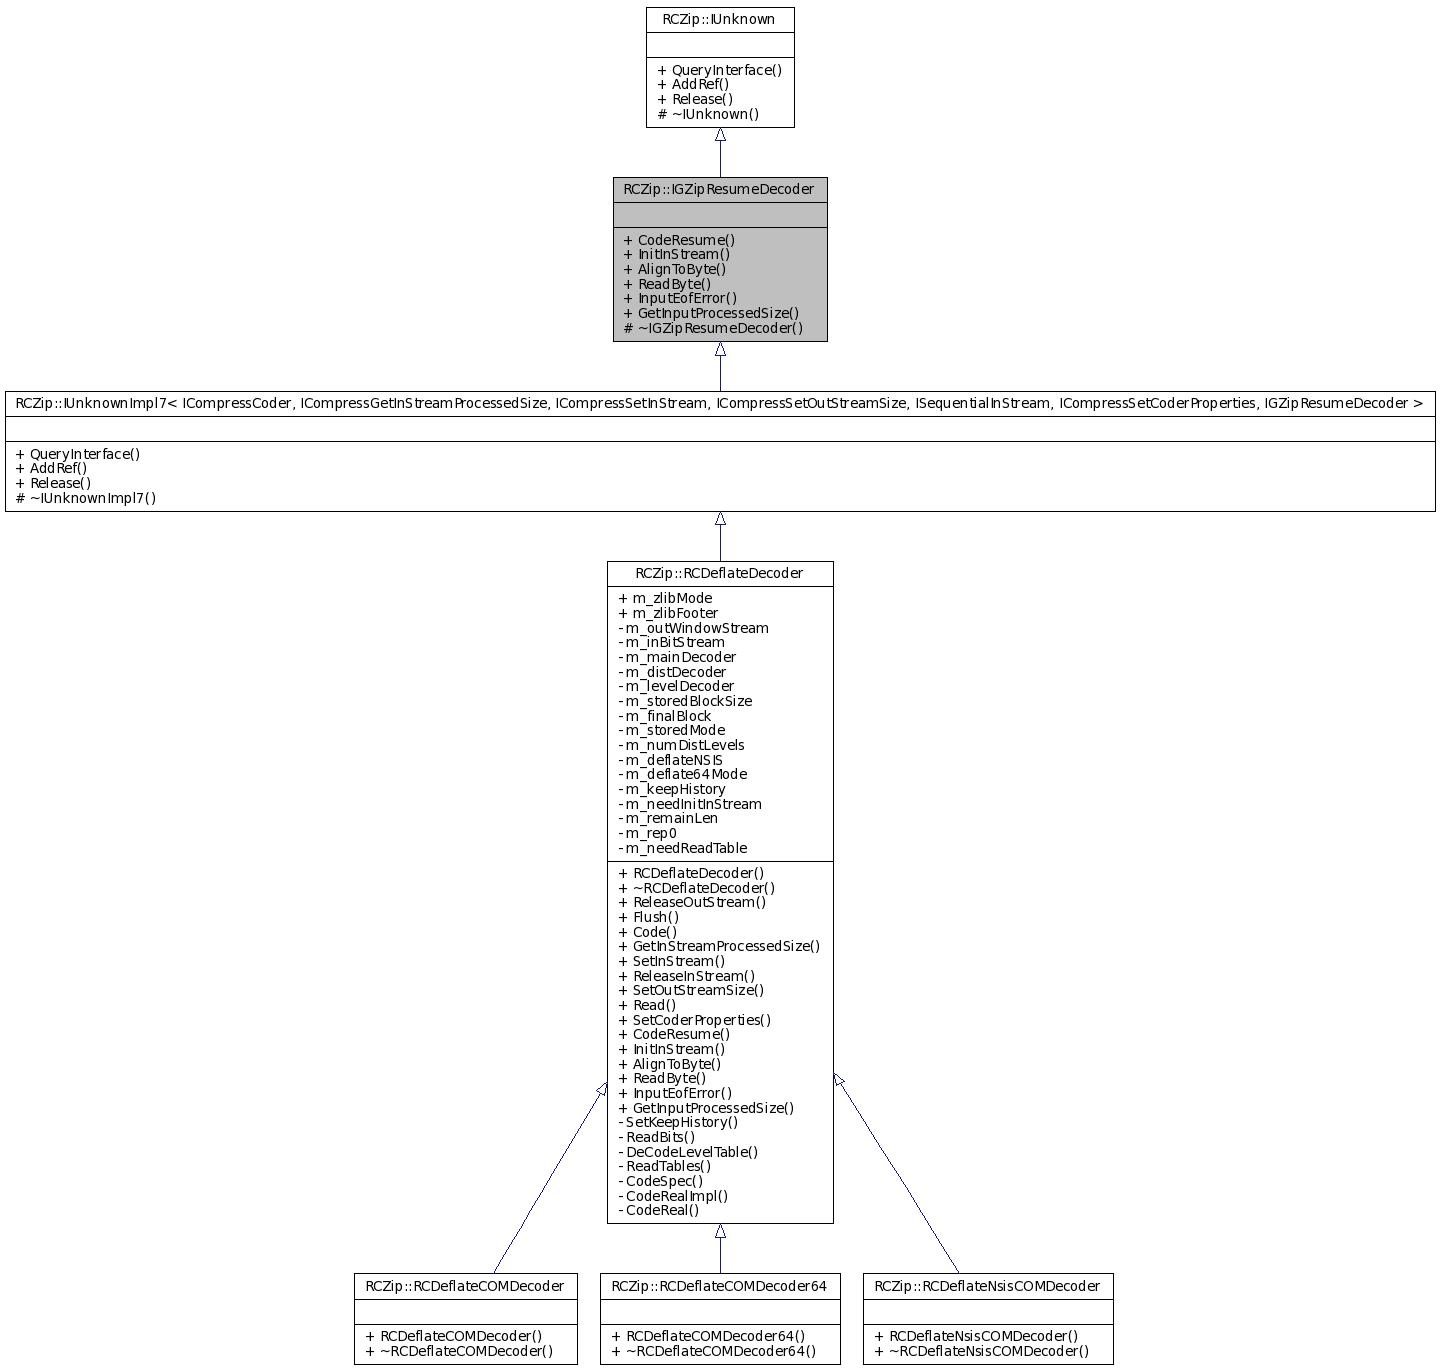 RCZip::IUnknown
+ QueryInterface()
+ AddRef()
+ Release()
# ~IUnknown()
RCZip::IGZipResumeDecoder
+ CodeResume()
+ InitInStream()
+ AlignToByte()
+ ReadByte()
+ InputEofError()
+ GetInputProcessedSize()
# ~IGZipResumeDecoder()
RCZip::IUnknownImpl7< ICompressCoder, ICompressGetInStreamProcessedSize, ICompressSetInStream, ICompressSetOutStreamSize, ISequentialInStream, ICompressSetCoderProperties, IGZipResumeDecoder >
+ QueryInterface()
+ AddRef()
+ Release()
# ~IUnknownImpl7()
RCZip::RCDeflateDecoder
+ m_zlibMode
+ m_zlibFooter
- m_outWindowStream
- m_inBitStream
- m_mainDecoder
- m_distDecoder
- m_levelDecoder
- m_storedBlockSize
- m_finalBlock
- m_storedMode
- m_numDistLevels
- m_deflateNSIS
- m_deflate64Mode
- m_keepHistory
- m_needInitInStream
- m_remainLen
- m_rep0
- m_needReadTable
+ RCDeflateDecoder()
+ ~RCDeflateDecoder()
+ ReleaseOutStream()
+ Flush()
+ Code()
+ GetInStreamProcessedSize()
+ SetInStream()
+ ReleaseInStream()
+ SetOutStreamSize()
+ Read()
+ SetCoderProperties()
+ CodeResume()
+ InitInStream()
+ AlignToByte()
+ ReadByte()
+ InputEofError()
+ GetInputProcessedSize()
- SetKeepHistory()
- ReadBits()
- DeCodeLevelTable()
- ReadTables()
- CodeSpec()
- CodeRealImpl()
- CodeReal()
RCZip::RCDeflateCOMDecoder
+ RCDeflateCOMDecoder()
+ ~RCDeflateCOMDecoder()
RCZip::RCDeflateCOMDecoder64
+ RCDeflateCOMDecoder64()
+ ~RCDeflateCOMDecoder64()
RCZip::RCDeflateNsisCOMDecoder
+ RCDeflateNsisCOMDecoder()
+ ~RCDeflateNsisCOMDecoder()